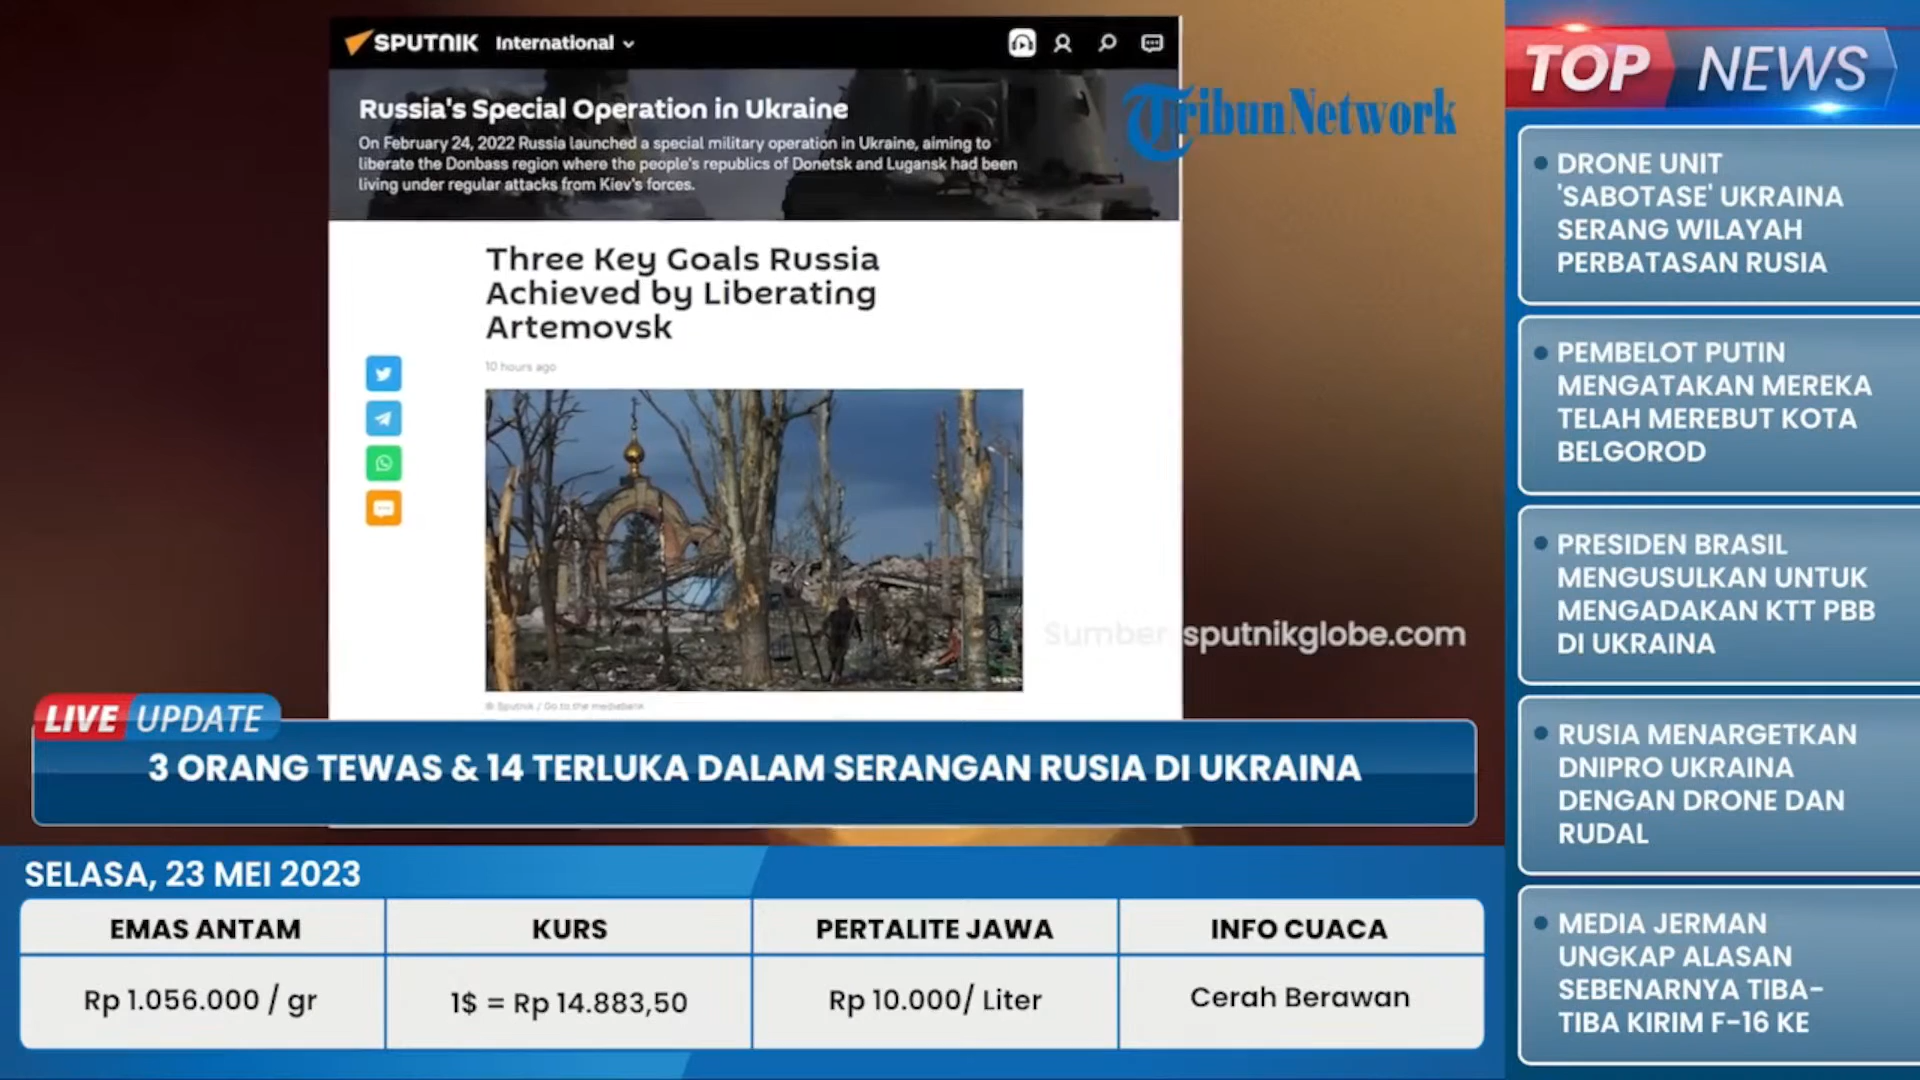 SPUTNIK International
Russia's Special Operation in Ukraine
On February 24, 2022 Russia launched a special military operation in Ukraine, aiming to
liberate the Donbass region where the people's republics of Donetsk and Lugansk had been
living under regular attacks from Kiev's forces.
TribunNetwork
Three Key Goals Russia
Achieved by Liberating
Artemovsk
10 hours ago
© Sputnik / Go to the mediabank
Sumber sputnikglobe.com
LIVE UPDATE
3 ORANG TEWAS & 14 TERLUKA DALAM SERANGAN RUSIA DI UKRAINA
SELASA, 23 MEI 2023
EMAS ANTAM KURS PERTALITE JAWA INFO CUACA
Rp 1.056.000 / gr 1$ = Rp 14.883,50 Rp 10.000/ Liter Cerah Berawan
TOP NEWS
DRONE UNIT
'SABOTASE' UKRAINA
SERANG WILAYAH
PERBATASAN RUSIA
PEMBELOT PUTIN
MENGATAKAN MEREKA
TELAH MEREBUT KOTA
BELGOROD
PRESIDEN BRASIL
MENGUSULKAN UNTUK
MENGADAKAN KTT PBB
DI UKRAINA
RUSIA MENARGETKAN
DNIPRO UKRAINA
DENGAN DRONE DAN
RUDAL
MEDIA JERMAN
UNGKAP ALASAN
SEBENARNYA TIBA-
TIBA KIRIM F-16 KE